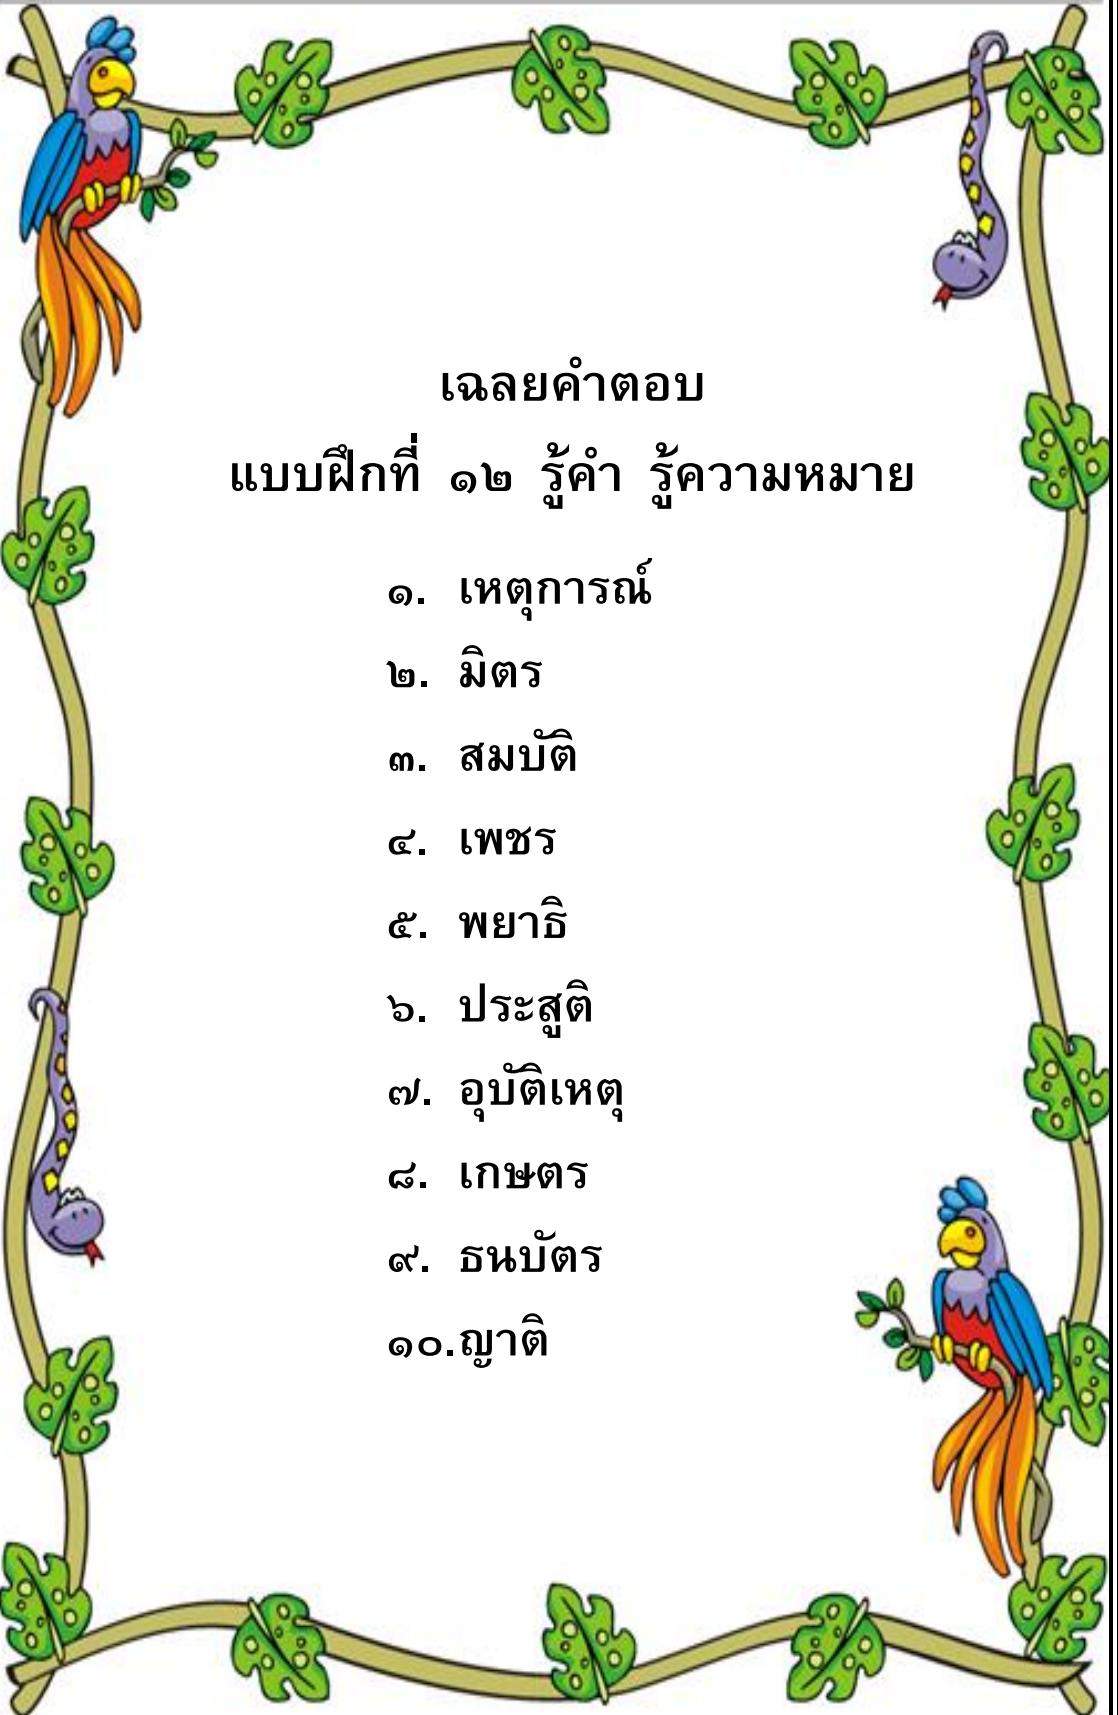 เฉลยคำตอบ
แบบฝึกที่ ๑๒ รู้คำ รู้ความหมาย
๑. เหตุการณ์
๒. มิตร
๓. สมบัติ
๔. เพชร
๕. พยาธิ
๖. ประสูติ
๗. อุบัติเหตุ
๘. เกษตร
๙. ธนบัตร
๑๐.ญาติ